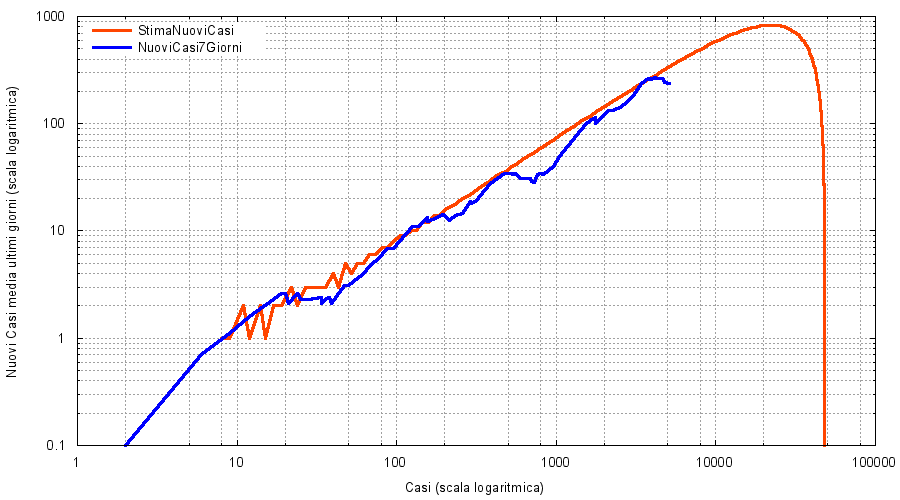 1000
StimaNuoviCasi
NuoviCasi7Giorni
100
10
1
0.1
1
10
100
1000
10000
100000
Nuovi Casi media ultimi giorni (scala logaritmica)
Casi (scala logaritmica)